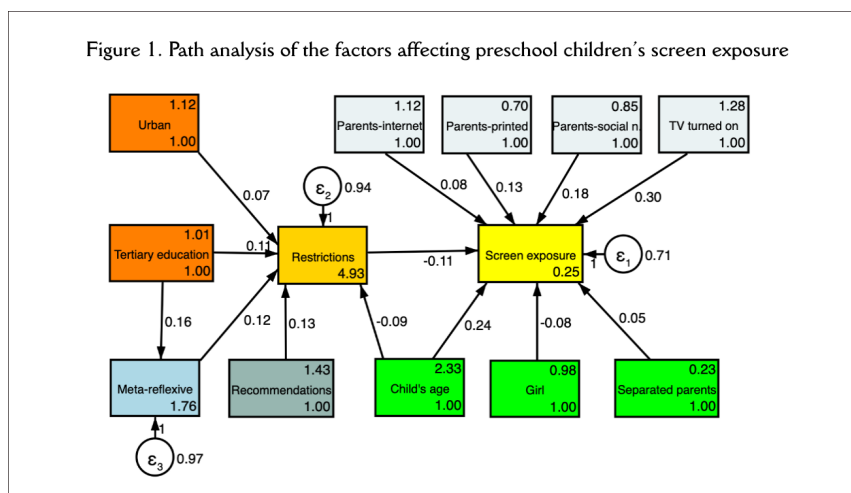 Figure 1. Path analysis of the factors affecting preschool children's screen exposure
1.12
Urban
1.00
1.12
Parents-internet
1.00
0.70
Parents-printed
1.00
0.85
Parents-social n.
1.00
1.28
TV turned on
1.00
0.07
ε2
0.94
1
0.08
0.13
0.18
0.30
1.01
Tertiary education
1.00
0.11
Restrictions
4.93
-0.11
Screen exposure
0.25
1
ε1
0.71
0.16
0.12
0.13
-0.09
0.24
-0.08
0.05
Meta-reflexive
1.76
1.43
Recommendations
1.00
2.33
Child's age
1.00
0.98
Girl
1.00
0.23
Separated parents
1.00
1
ε3
0.97